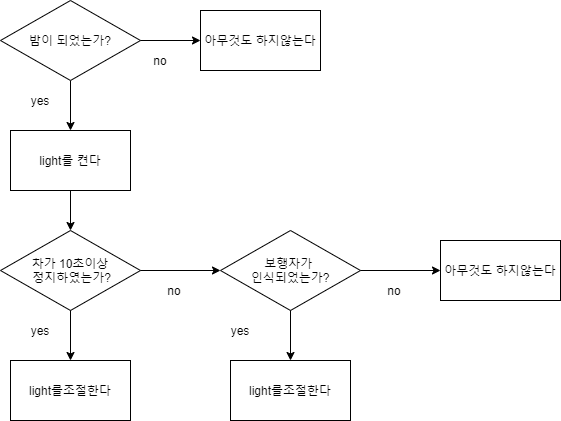 밤이 되었는가?
no
아무것도 하지않는다
yes
light를 켠다
차가 10초이상
정지하였는가?
no
보행자가
인식되었는가?
no
아무것도 하지않는다
yes
light를조절한다
yes
light를조절한다